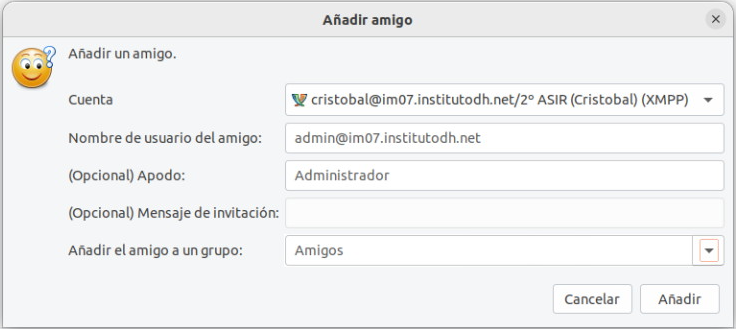 Añadir amigo
Añadir un amigo.
Cuenta
cristobal@im07.institutodh.net/2º ASIR (Cristobal) (XMPP)
Nombre de usuario del amigo:
admin@im07.institutodh.net
(Opcional) Apodo:
Administrador
(Opcional) Mensaje de invitación:
Añadir el amigo a un grupo:
Amigos
Cancelar
Añadir